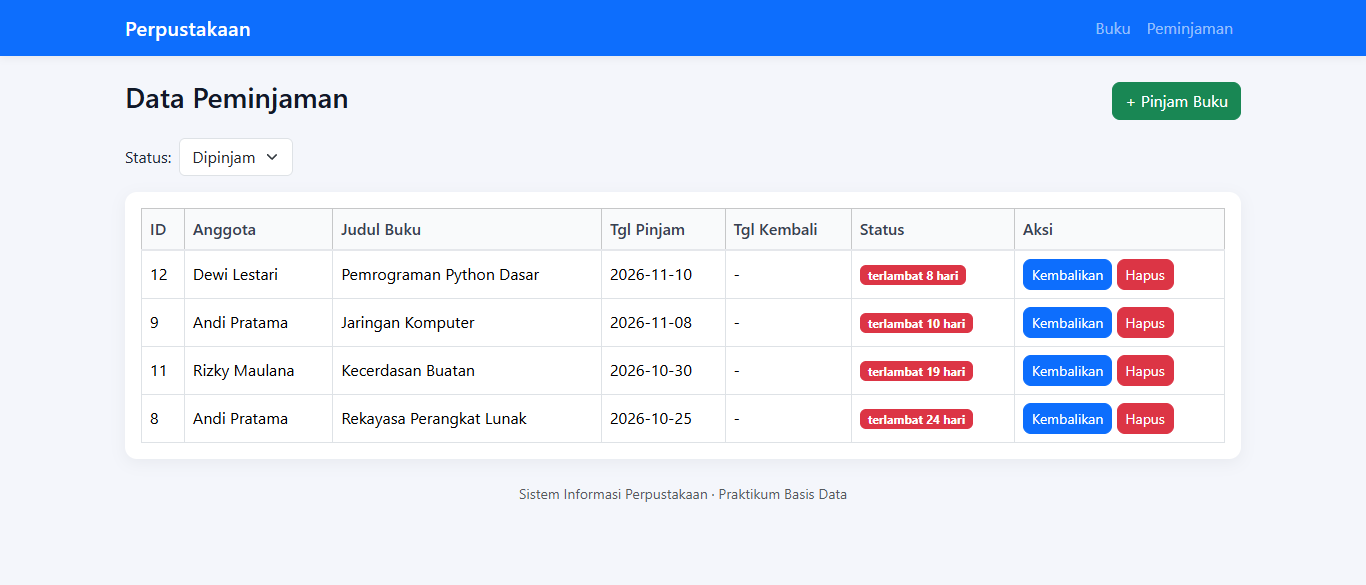 Perpustakaan Buku Peminjaman
Data Peminjaman
+ Pinjam Buku
Status: Dipinjam
ID Anggota Judul Buku Tgl Pinjam Tgl Kembali Status Aksi
12 Dewi Lestari Pemrograman Python Dasar 2026-11-10 - terlambat 8 hari Kembalikan Hapus
9 Andi Pratama Jaringan Komputer 2026-11-08 - terlambat 10 hari Kembalikan Hapus
11 Rizky Maulana Kecerdasan Buatan 2026-10-30 - terlambat 19 hari Kembalikan Hapus
8 Andi Pratama Rekayasa Perangkat Lunak 2026-10-25 - terlambat 24 hari Kembalikan Hapus
Sistem Informasi Perpustakaan · Praktikum Basis Data